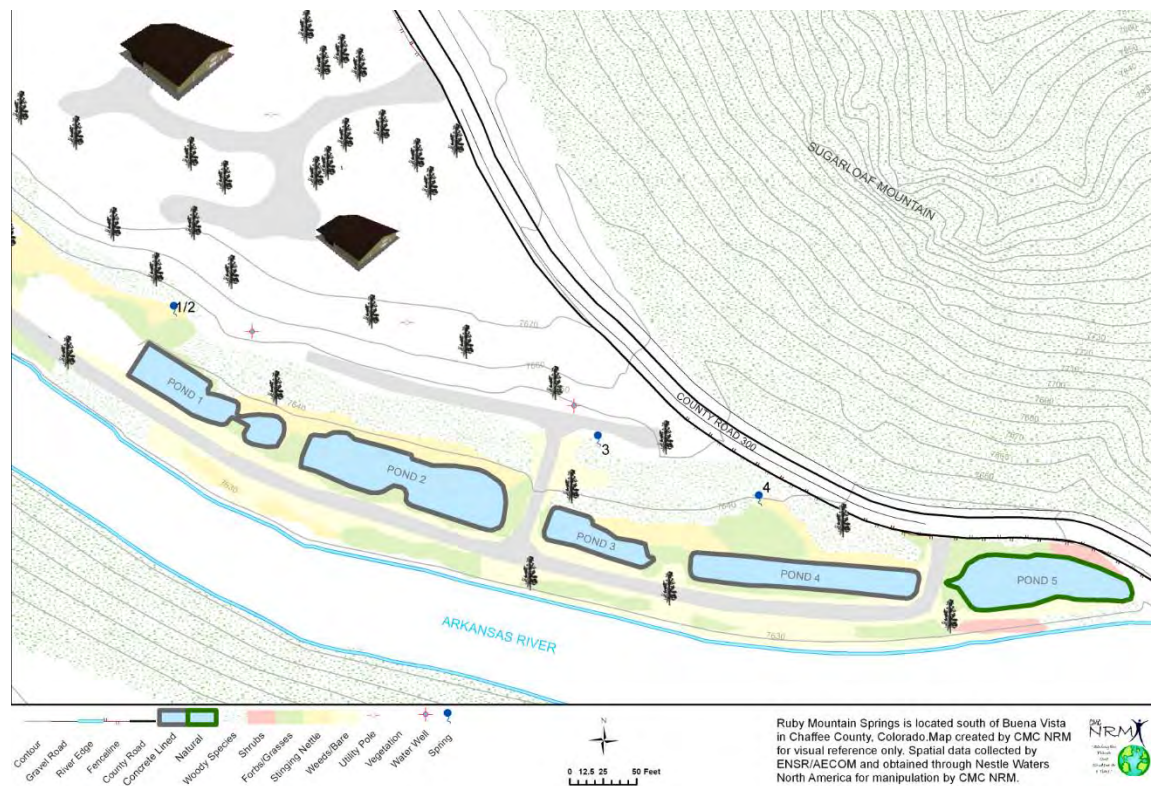 SUGARLOAF MOUNTAIN
7670
7660
1/2
COUNTY ROAD 300
POND 1
7640
POND 2
3
4
7640
POND 3
POND 4
POND 5
7630
7630
ARKANSAS RIVER
Contour
Gravel Road
River Edge
Fenceline
County Road
Concrete Lined
Natural
Woody Species
Shrubs
Forbs/Grasses
Stinging Nettle
Weeds/Bare
Utility Pole
Vegetation
Water Well
Spring
N
0 12.5 25 50 Feet
Ruby Mountain Springs is located south of Buena Vista
in Chaffee County, Colorado.Map created by CMC NRM
for visual reference only. Spatial data collected by
ENSR/AECOM and obtained through Nestle Waters
North America for manipulation by CMC NRM.
CMC
NRM